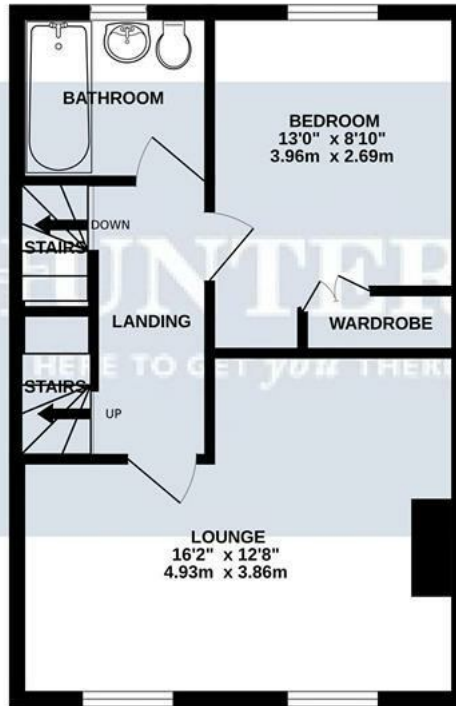 BATHROOM
BEDROOM
13'0" x 8'10"
3.96m x 2.69m
DOWN
STAIRS
HUNTER
LANDING
WARDROBE
HERE TO GET you THERE
STAIRS
UP
LOUNGE
16'2" x 12'8"
4.93m x 3.86m